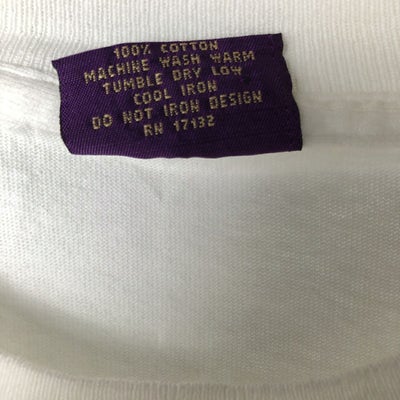 100% COTTON
MACHINE WASH WARM
TUMBLE DRY LOW
COOL IRON
DO NOT IRON DESIGN
RN 17132